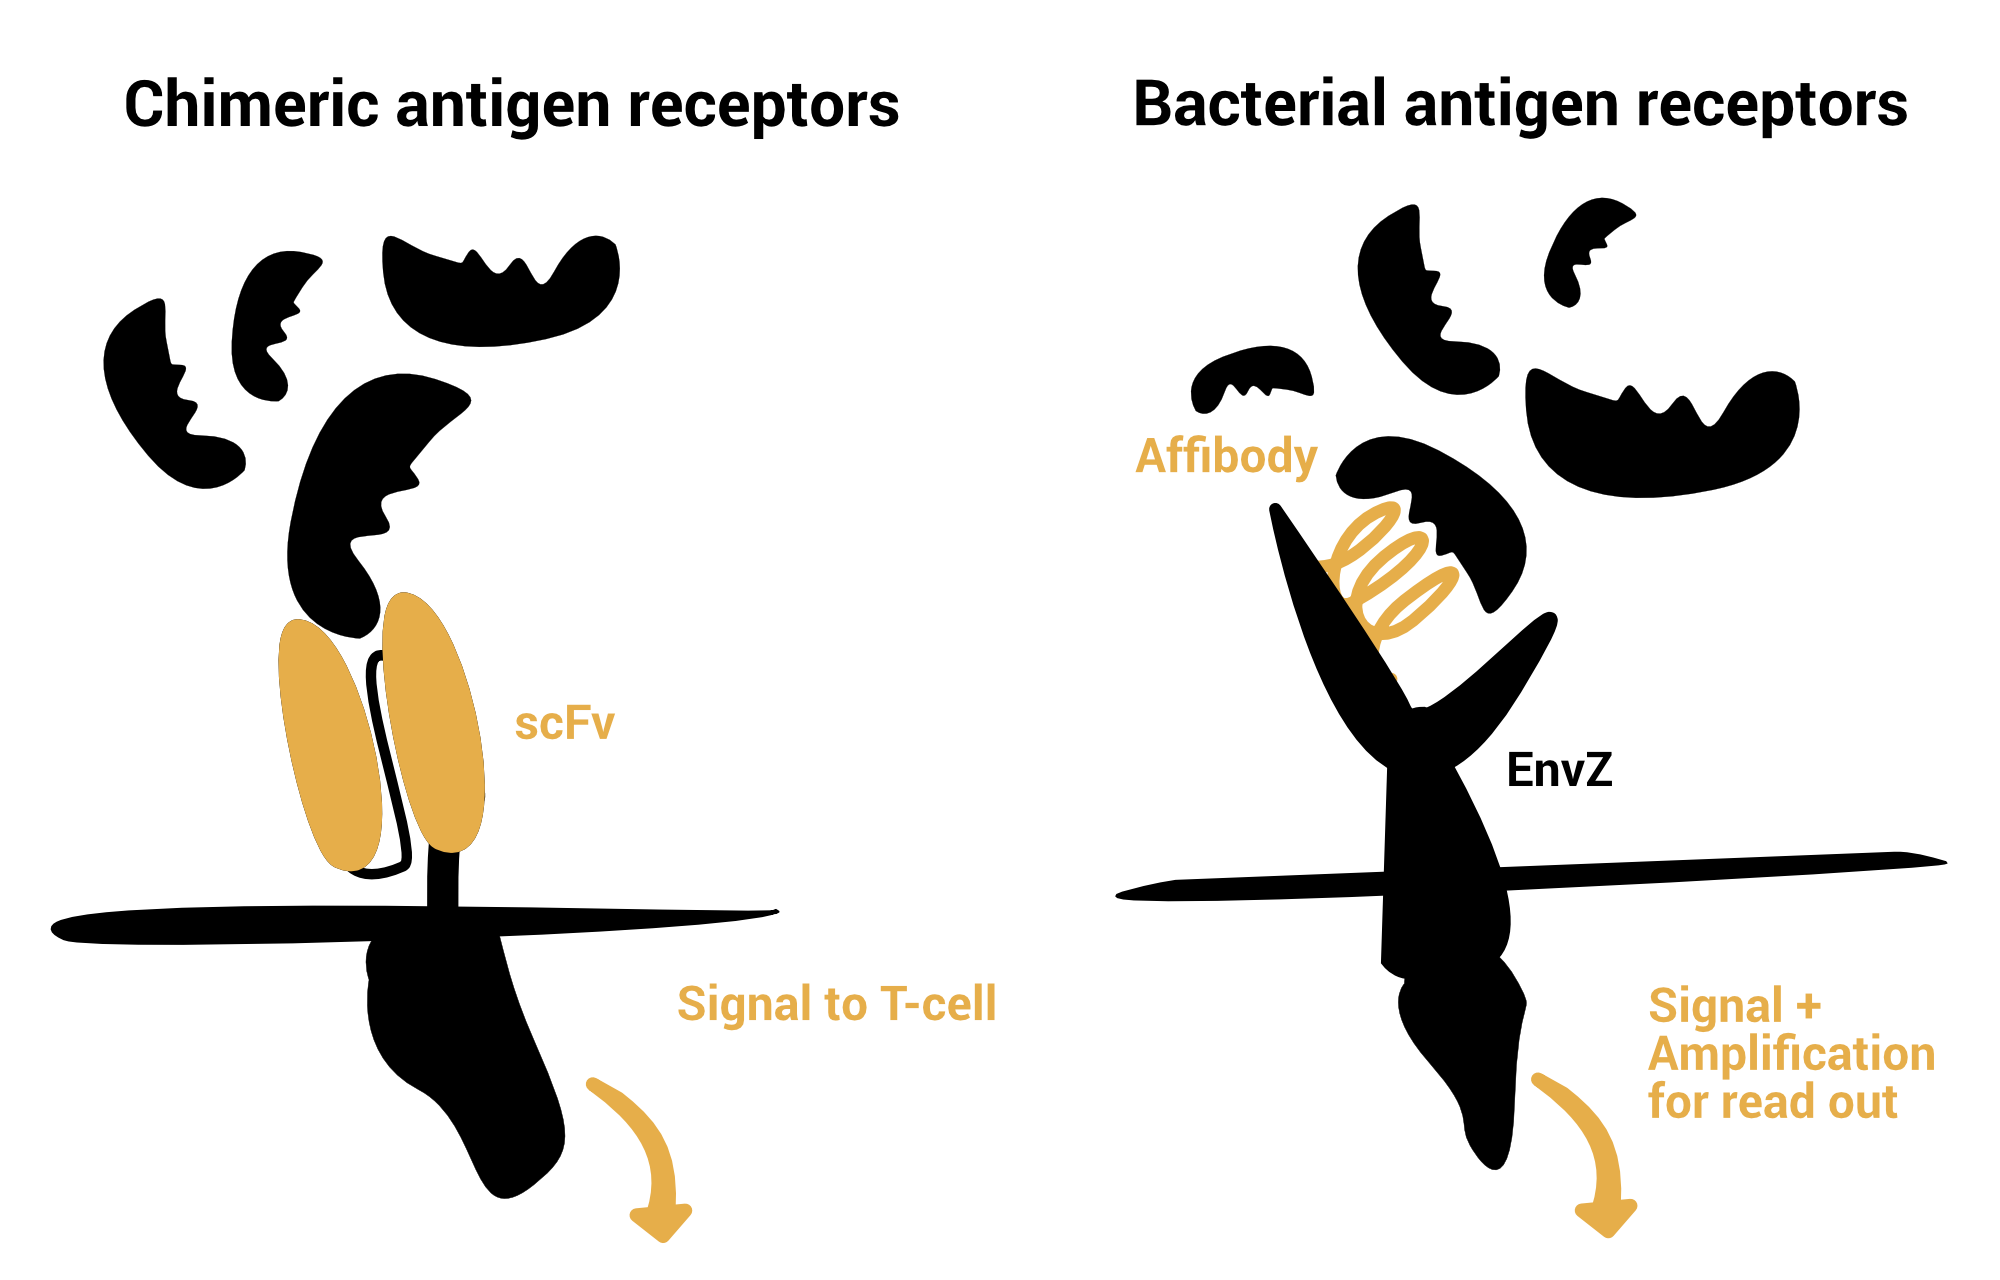 Chimeric antigen receptors
Bacterial antigen receptors
Affibody
scFv
EnvZ
Signal to T-cell
Signal +
Amplification
for read out